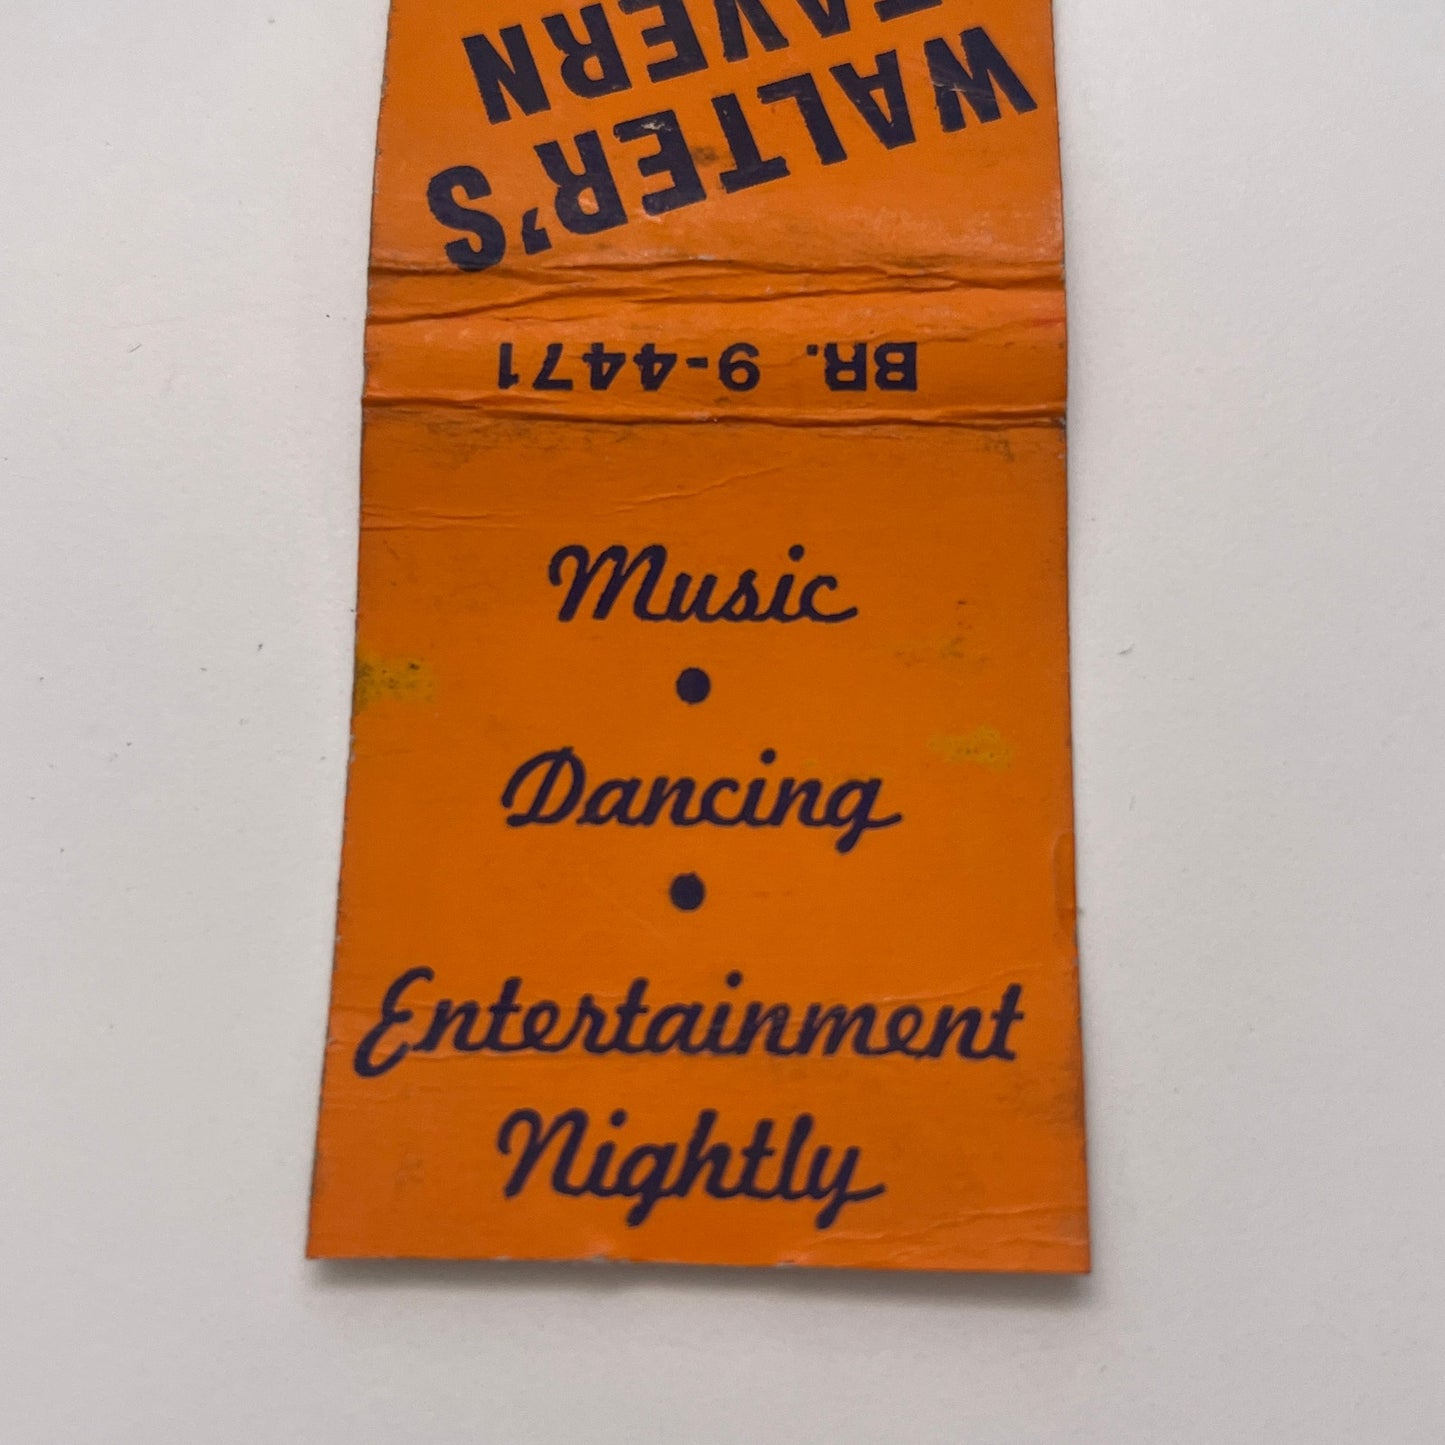 WALTER'S
TAVERN
BR. 9-4471
Music
•
Dancing
•
Entertainment
Nightly